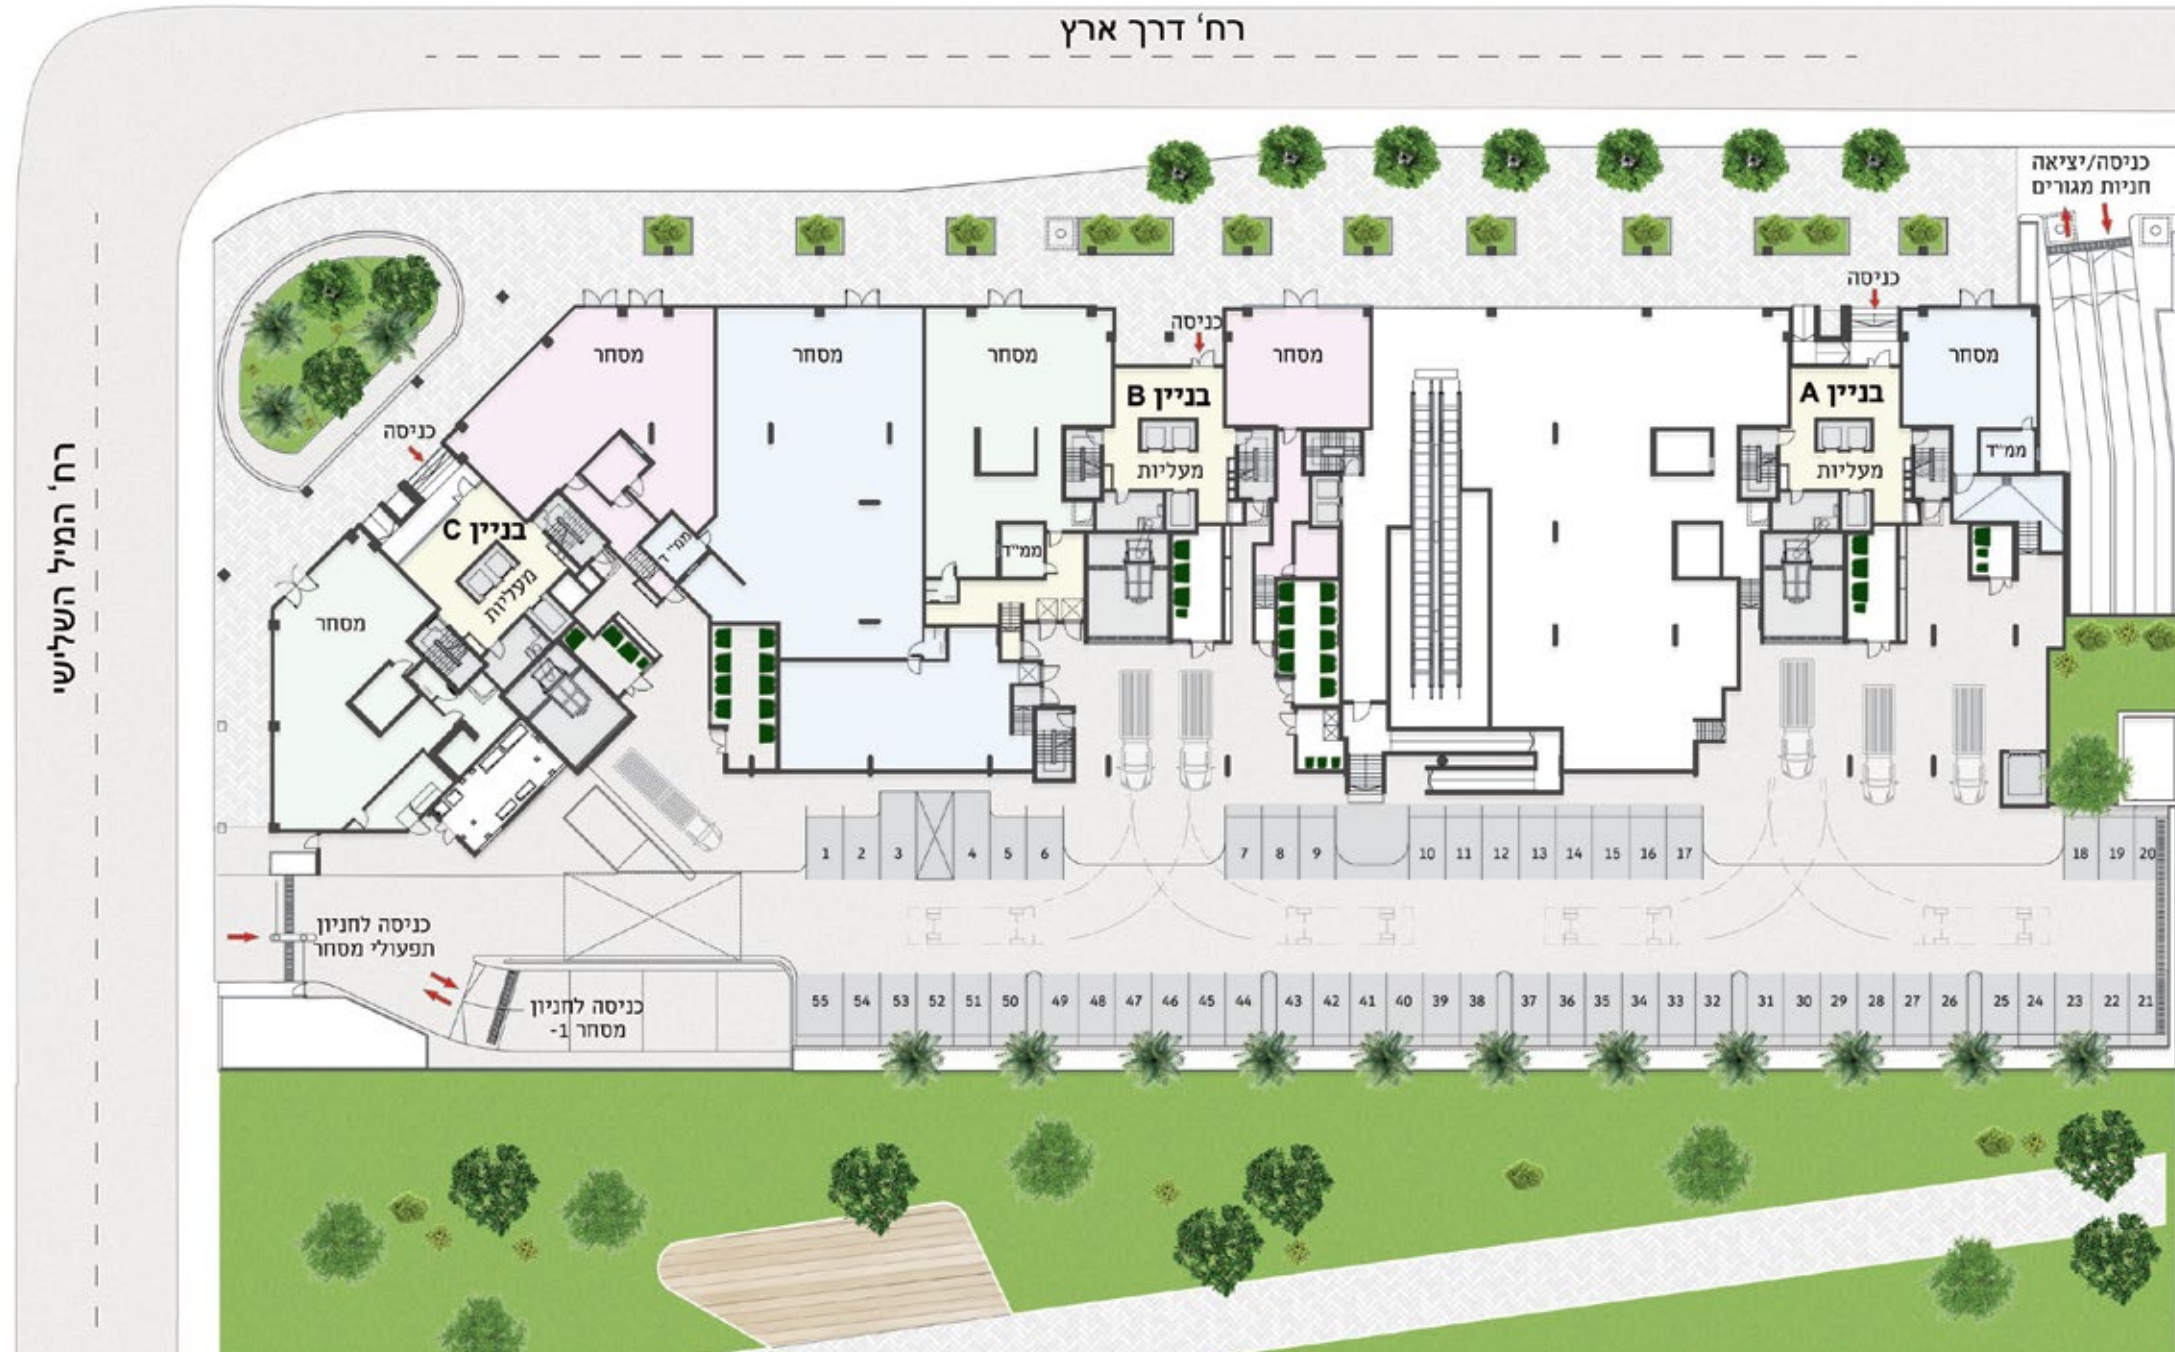 רח' דרך ארץ
כניסה/יציאה
חניות מגורים
כניסה
כניסה
מסחר
מסחר
מסחר
מסחר
מסחר
בניין B
בניין A
מעליות
מעליות
ממ"ד
כניסה
בניין C
מעליות
ממ"ד
ממ"ד
מסחר
רח' המיל השלישי
1 2 3 4 5 6 7 8 9 10 11 12 13 14 15 16 17 18 19 20
כניסה לחניון
תפעולי מסחר
כניסה לחניון
מסחר 1-
55 54 53 52 51 50 49 48 47 46 45 44 43 42 41 40 39 38 37 36 35 34 33 32 31 30 29 28 27 26 25 24 23 22 21